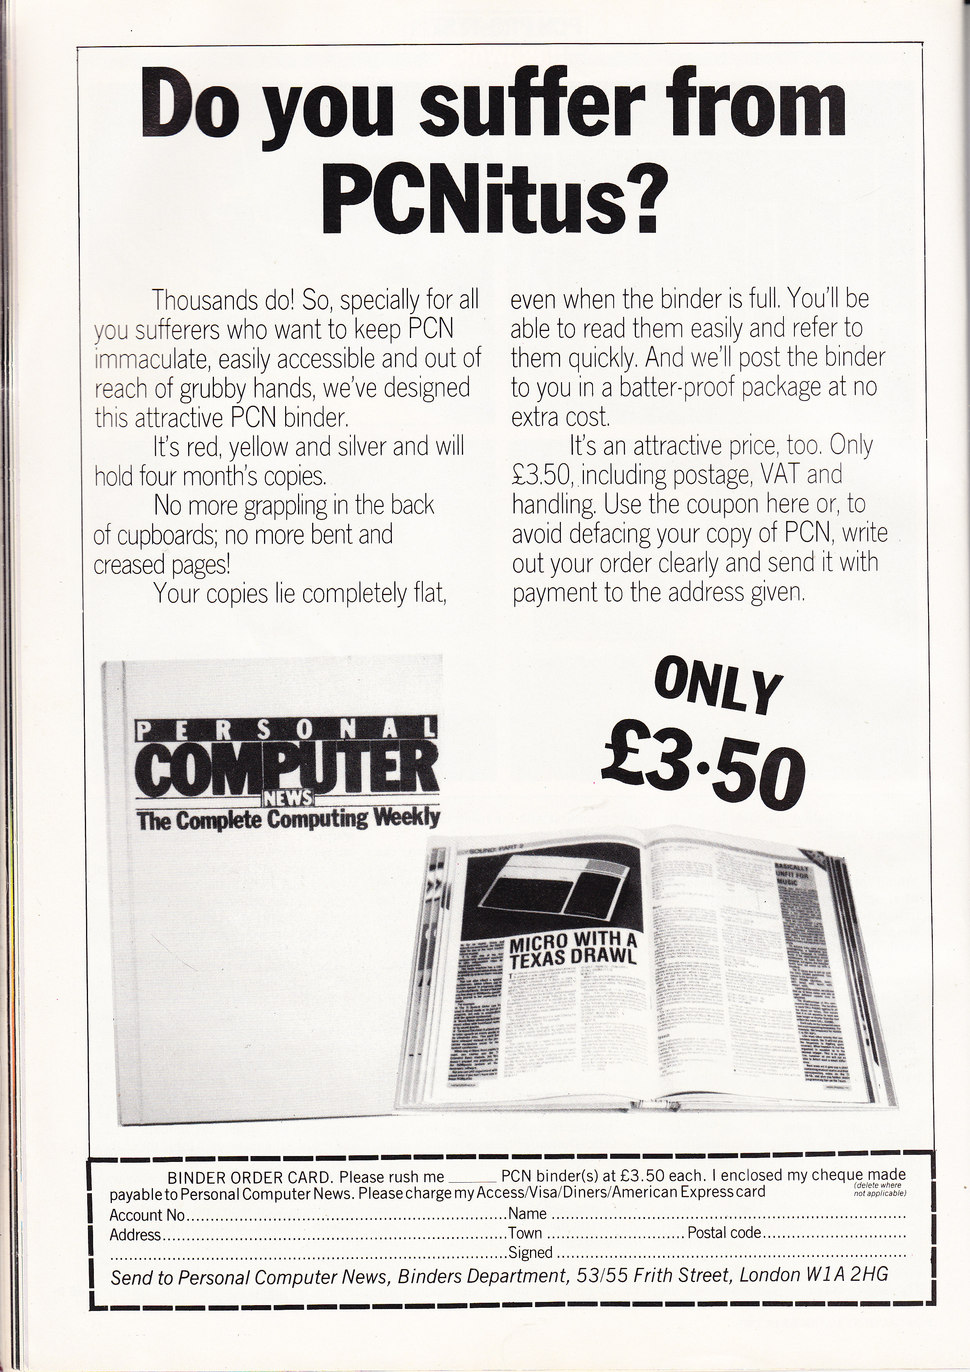 Do you suffer from
PCNitus?
Thousands do! So, specially for all
you sufferers who want to keep PCN
immaculate, easily accessible and out of
reach of grubby hands, we've designed
this attractive PCN binder.
It's red, yellow and silver and will
hold four month's copies.
No more grappling in the back
of cupboards; no more bent and
creased pages!
Your copies lie completely flat,
even when the binder is full. You'll be
able to read them easily and refer to
them quickly. And we'll post the binder
to you in a batter-proof package at no
extra cost.
It's an attractive price, too. Only
£3.50, including postage, VAT and
handling. Use the coupon here or, to
avoid defacing your copy of PCN, write
out your order clearly and send it with
payment to the address given.
ONLY
£3·50
PERSONAL
COMPUTER
NEWS
The Complete Computing Weekly
SOUND: PART 2
MICRO WITH A
TEXAS DRAWL
BASICALLY
UNFIT FOR
MUSIC
BINDER ORDER CARD. Please rush me ______ PCN binder(s) at £3.50 each. I enclosed my cheque made
payable to Personal Computer News. Please charge my Access/Visa/Diners/American Express card
(delete where
not applicable)
Account No. Name
Address Town Postal code
Signed
Send to Personal Computer News, Binders Department, 53/55 Frith Street, London W1A 2HG